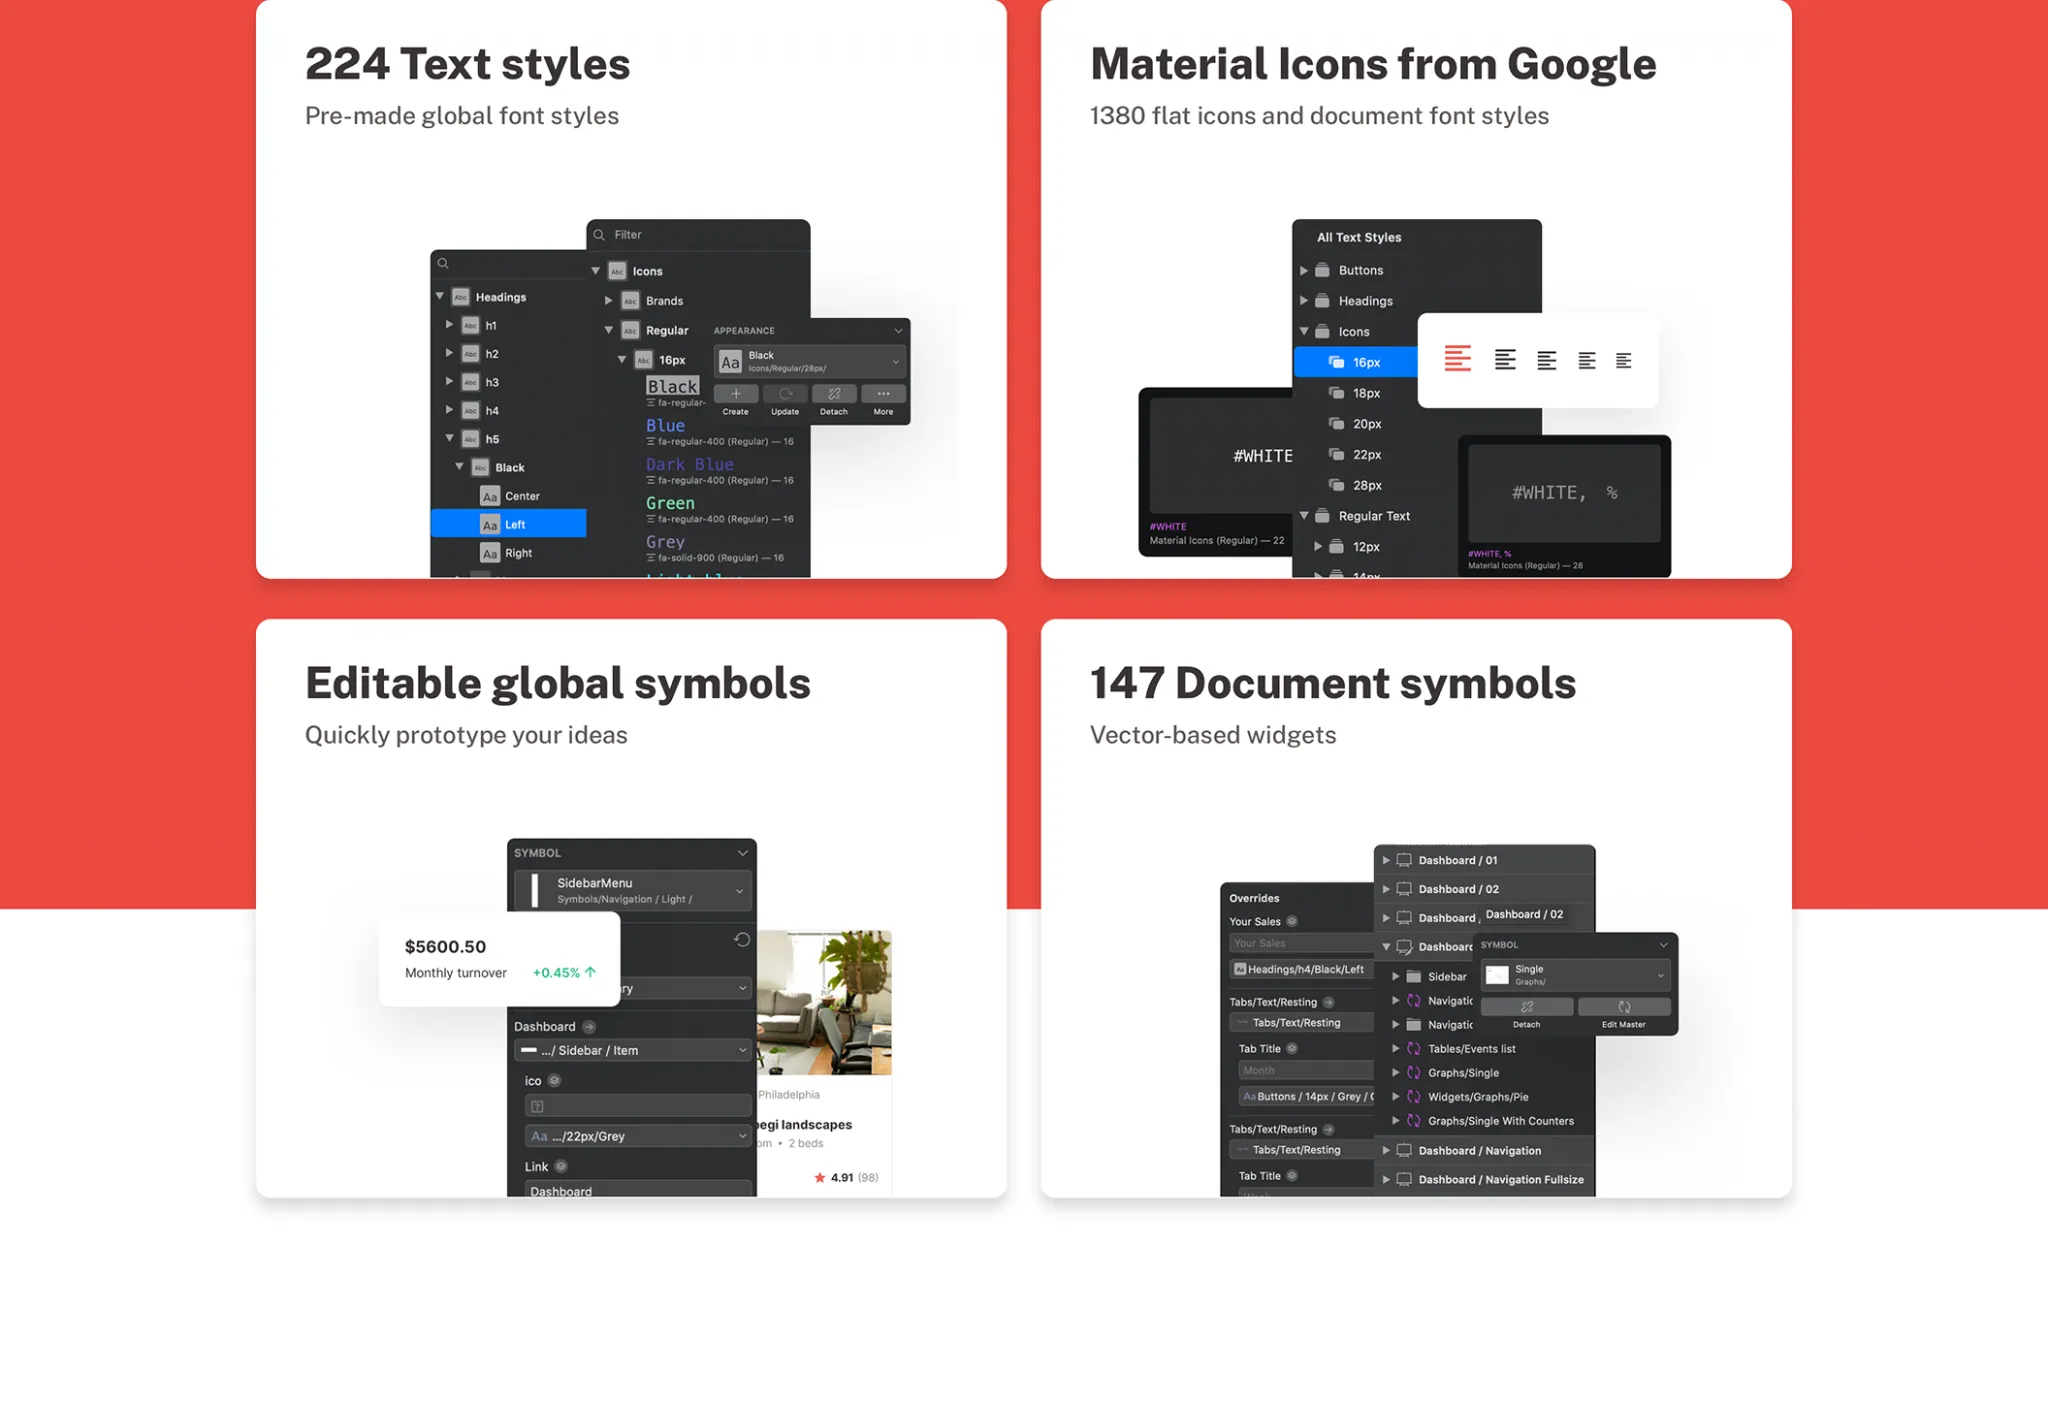 224 Text styles
Pre-made global font styles
Filter
Icons
Brands
Regular
16px
Black
fa-regular-
Blue
fa-regular-400 (Regular) — 16
Dark Blue
fa-regular-400 (Regular) — 16
Green
fa-regular-400 (Regular) — 16
Grey
fa-solid-900 (Regular) — 16
Headings
h1
h2
h3
h4
h5
Black
Center
Left
Right
APPEARANCE
Black
Icons/Regular/28px/
Create Update Detach More
Material Icons from Google
1380 flat icons and document font styles
All Text Styles
Buttons
Headings
Icons
16px
18px
20px
22px
28px
Regular Text
12px
14px
#WHITE
#WHITE
Material Icons (Regular) — 22
#WHITE, %
#WHITE, %
Material Icons (Regular) — 28
Editable global symbols
Quickly prototype your ideas
SYMBOL
SidebarMenu
Symbols/Navigation / Light /
$5600.50
Monthly turnover +0.45%
ry
Dashboard
.../ Sidebar / Item
ico
Aa .../22px/Grey
Link
Dashboard
Philadelphia
egi landscapes
om • 2 beds
4.91 (98)
147 Document symbols
Vector-based widgets
Overrides
Your Sales
Your Sales
Headings/h4/Black/Left
Tabs/Text/Resting
Tabs/Text/Resting
Tab Title
Month
Aa Buttons / 14px / Grey /
Tabs/Text/Resting
Tabs/Text/Resting
Tab Title
Dashboard / 01
Dashboard / 02
Dashboard
Dashboard / 02
Dashboard
Sidebar
Navigatic
Navigatic
Tables/Events list
Graphs/Single
Widgets/Graphs/Pie
Graphs/Single With Counters
Dashboard / Navigation
Dashboard / Navigation Fullsize
SYMBOL
Single
Graphs/
Detach Edit Master